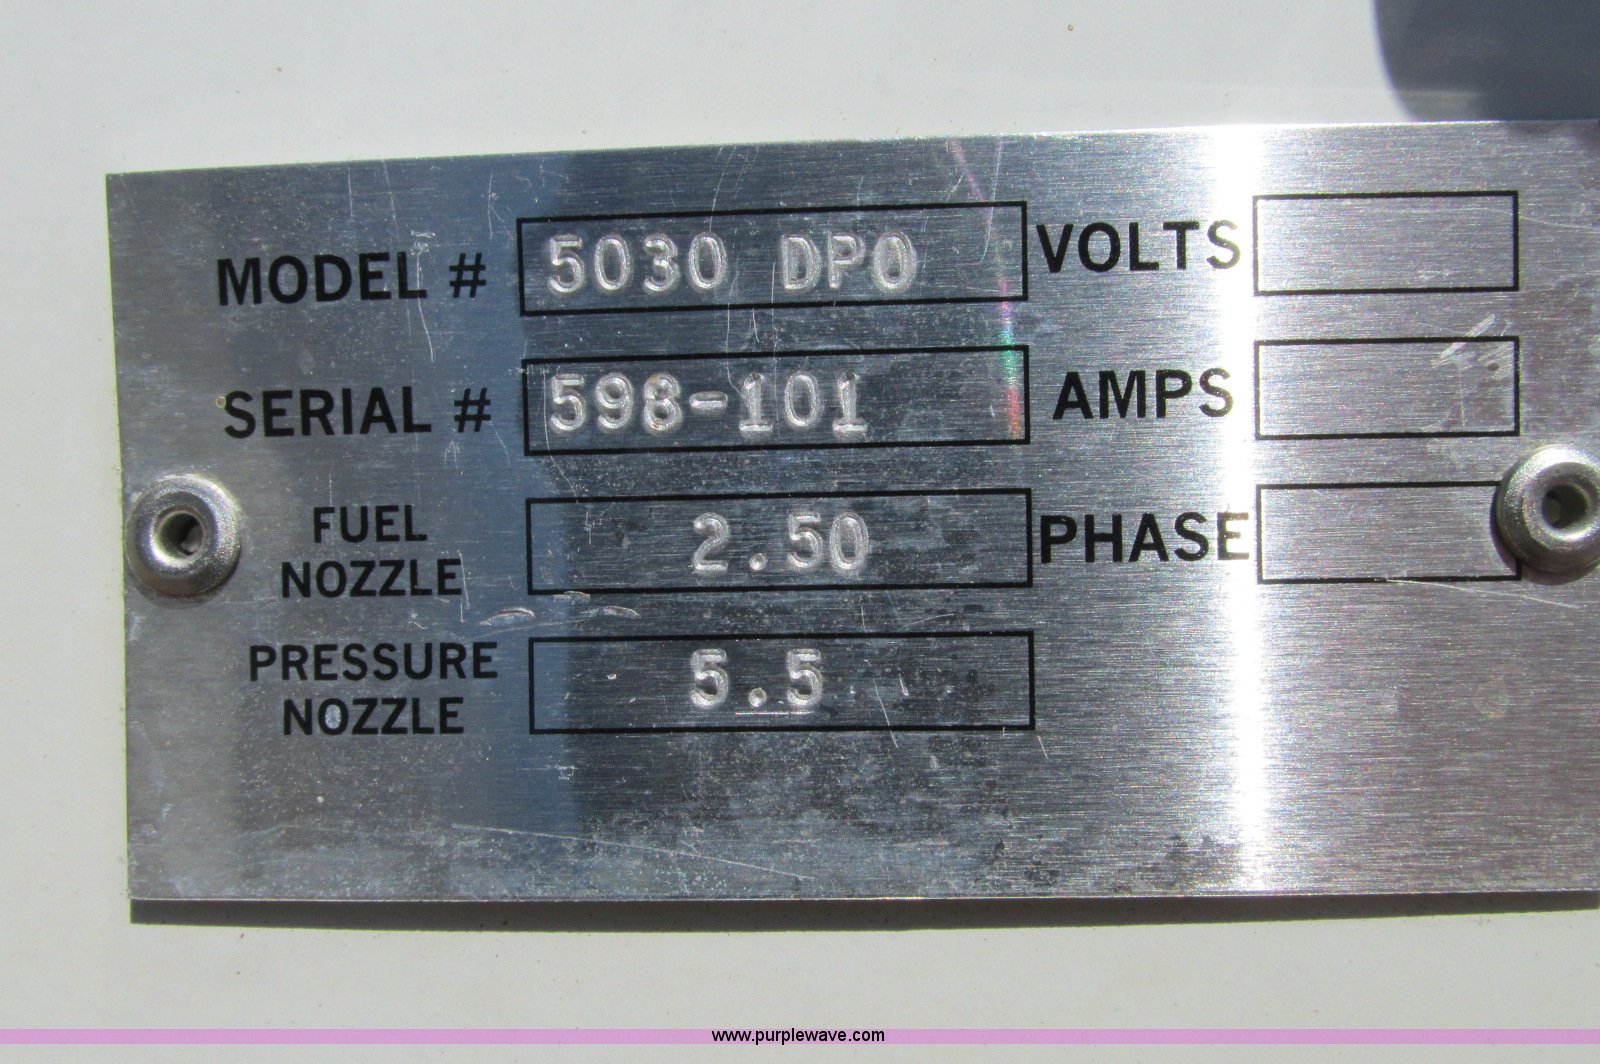 MODEL # 5030 DPO VOLTS
SERIAL # 598-101 AMPS
FUEL NOZZLE 2.50 PHASE
PRESSURE NOZZLE 5.5
www.purplewave.com